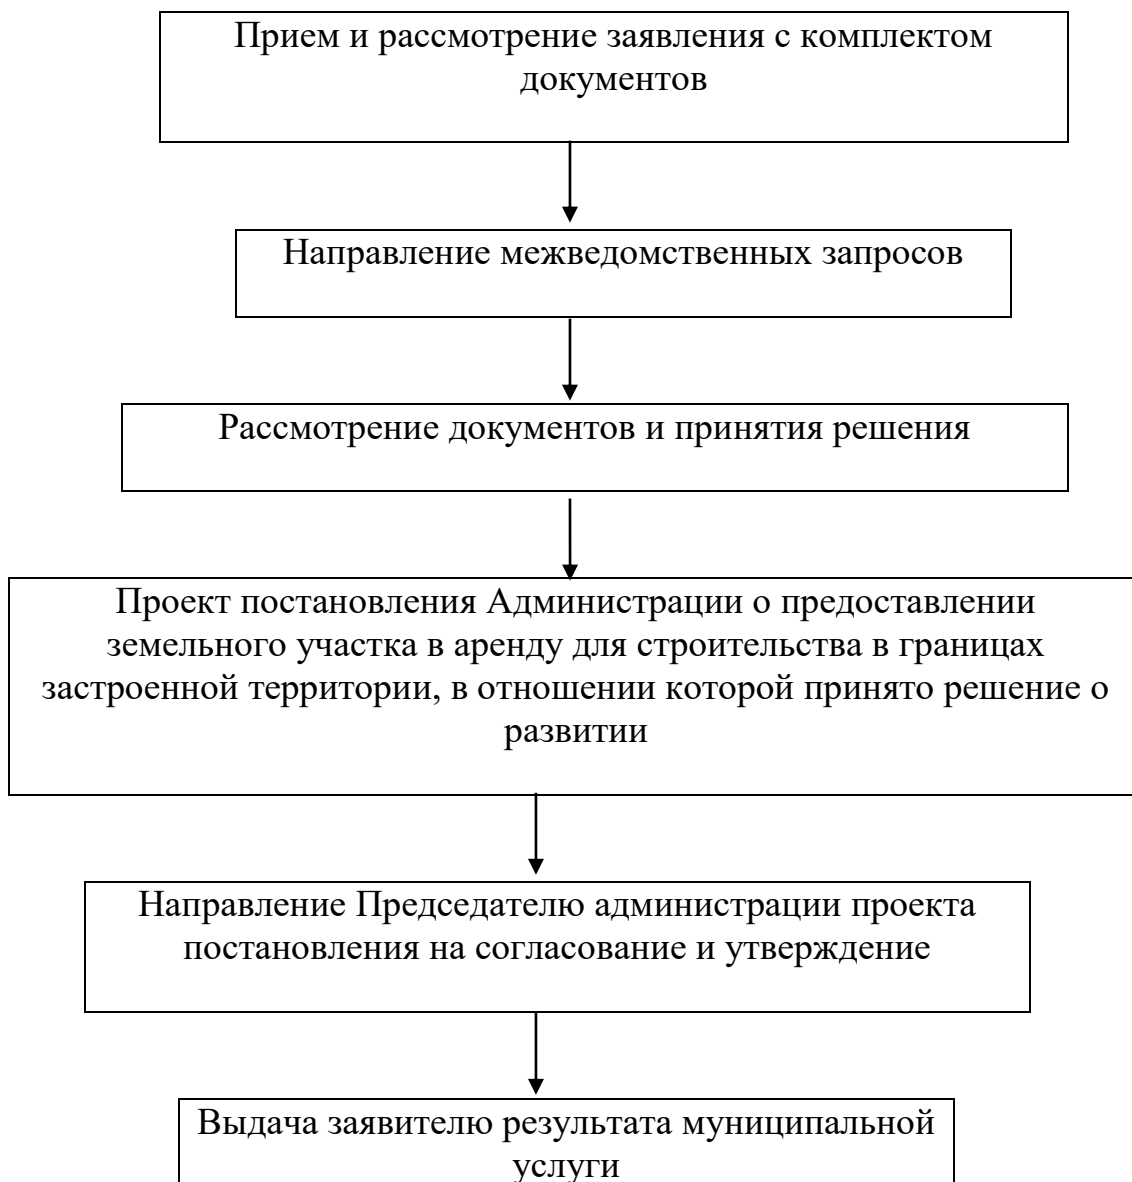 Прием и рассмотрение заявления с комплектом
документов
Направление межведомственных запросов
Рассмотрение документов и принятия решения
Проект постановления Администрации о предоставлении
земельного участка в аренду для строительства в границах
застроенной территории, в отношении которой принято решение о
развитии
Направление Председателю администрации проекта
постановления на согласование и утверждение
Выдача заявителю результата муниципальной
услуги